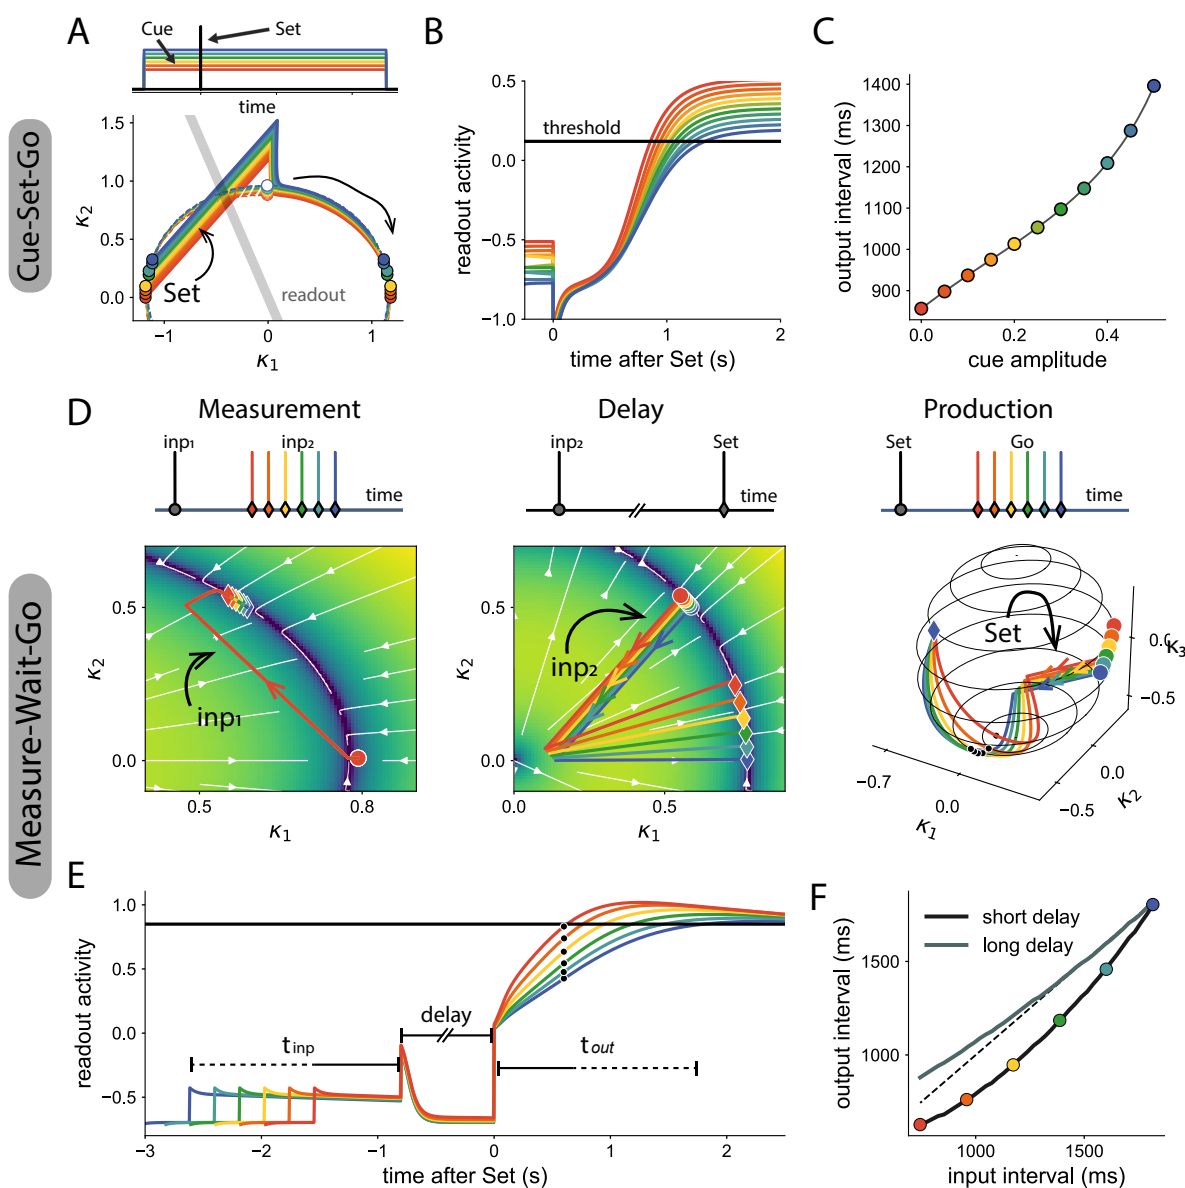 A
Cue
Set
time
Cue-Set-Go
1.5
1.0
0.5
0.0
κ2
Set
readout
−1
0
1
κ1
B
0.5
0.0
−0.5
−1.0
readout activity
threshold
0
1
2
time after Set (s)
C
1400
1300
1200
1100
1000
900
output interval (ms)
0.0
0.2
0.4
cue amplitude
Measure-Wait-Go
D
Measurement
inp1
inp2
time
0.5
0.0
κ2
inp1
0.5
0.8
κ1
Delay
inp2
Set
time
0.5
0.0
κ2
inp2
0.0
0.5
κ1
Production
Set
Go
time
Set
κ3
−0.5
−0.7
0.0
κ1
−0.5
0.0
κ2
E
1.0
0.5
0.0
−0.5
readout activity
tinp
delay
tout
−3
−2
−1
0
1
2
time after Set (s)
F
short delay
long delay
1500
1000
output interval (ms)
1000
1500
input interval (ms)